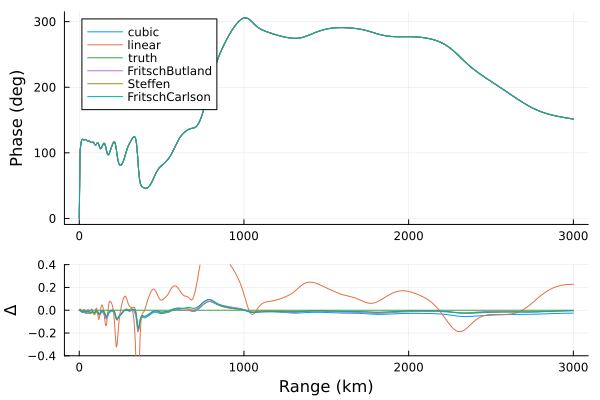 300
200
100
0
Phase (deg)
cubic
linear
truth
FritschButland
Steffen
FritschCarlson
0 1000 2000 3000
0.4
0.2
0.0
−0.2
−0.4
Δ
0 1000 2000 3000
Range (km)